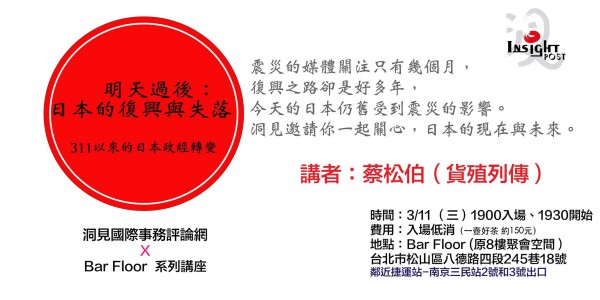 洞
INSIGHT
POST
明天過後：
日本的復興與失落
311以來的日本政經轉變
震災的媒體關注只有幾個月，
復興之路卻是好多年，
今天的日本仍舊受到震災的影響。
洞見邀請你一起關心，日本的現在與未來。
講者：蔡松伯（貨殖列傳）
洞見國際事務評論網
X
Bar Floor 系列講座
時間：3/11（三）1900入場、1930開始
費用：入場低消（一壺好茶 約150元）
地點：Bar Floor (原8樓聚會空間）
台北市松山區八德路四段245巷18號
鄰近捷運站-南京三民站2號和3號出口